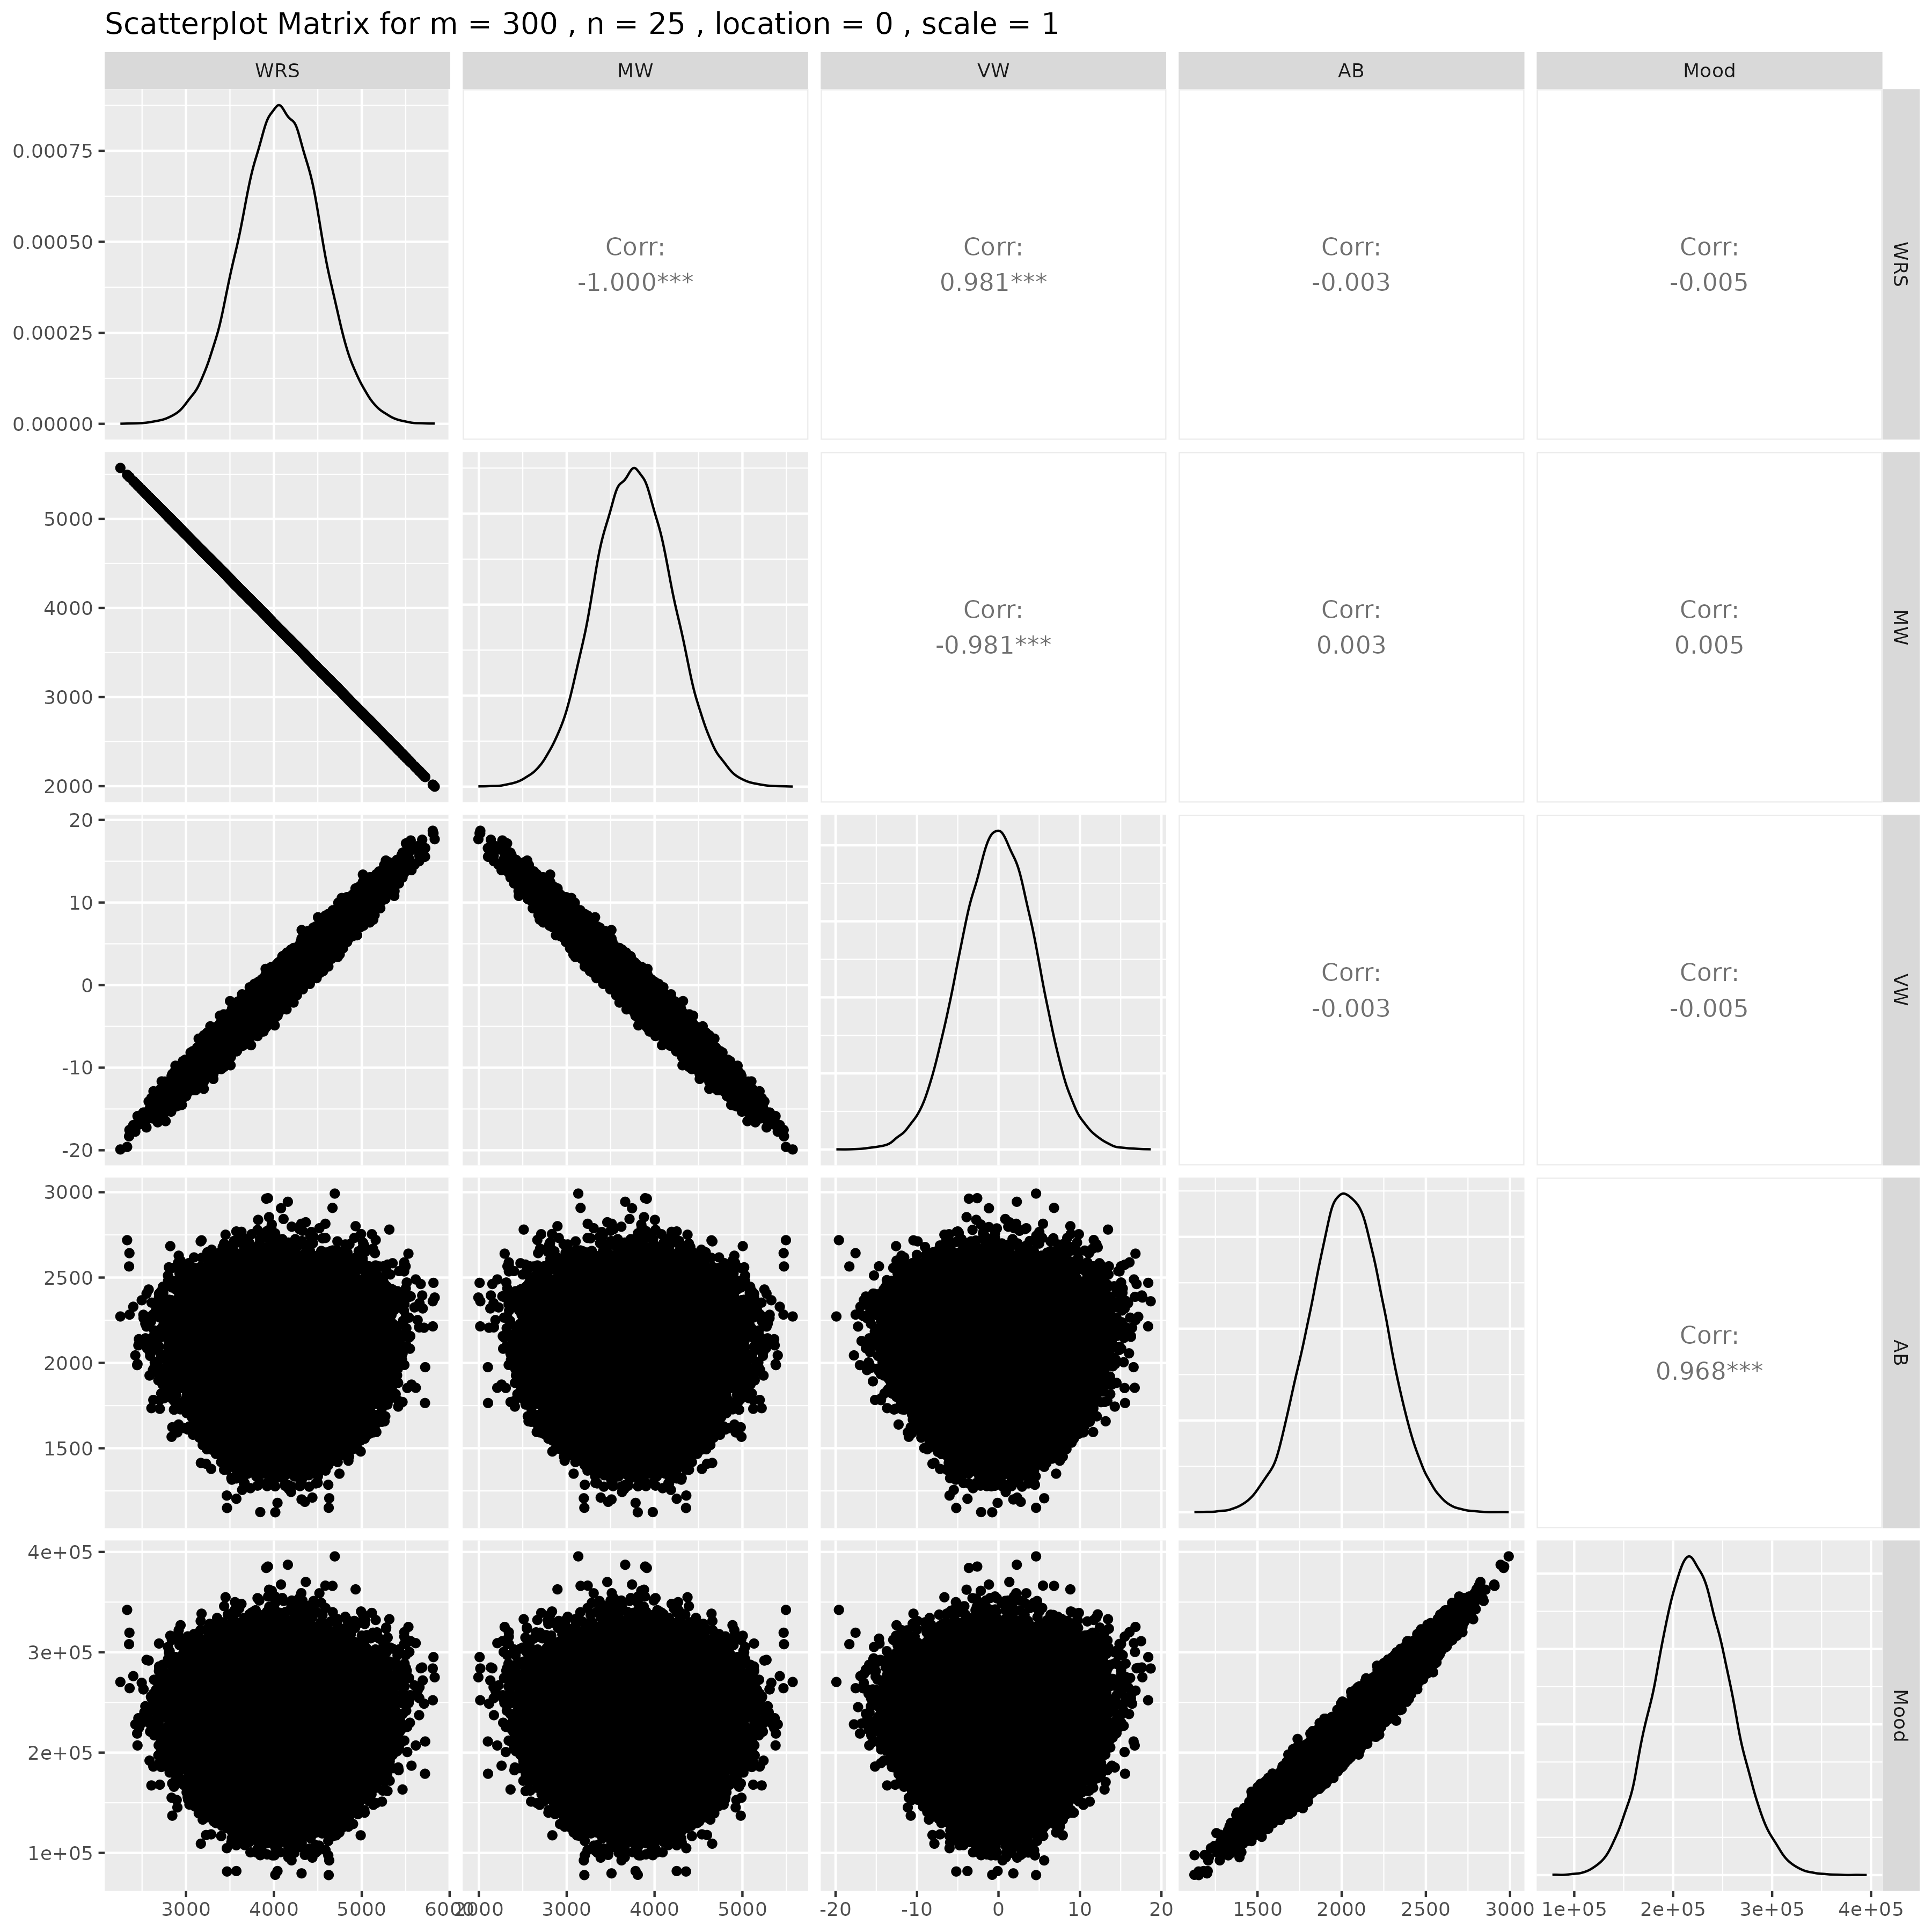 Scatterplot Matrix for m = 300 , n = 25 , location = 0 , scale = 1
WRS
MW
VW
AB
Mood
0.00075
0.00050
0.00025
0.00000
Corr:
-1.000***
Corr:
0.981***
Corr:
-0.003
Corr:
-0.005
WRS
5000
4000
3000
2000
Corr:
-0.981***
Corr:
0.003
Corr:
0.005
MW
20
10
0
-10
-20
Corr:
-0.003
Corr:
-0.005
VW
3000
2500
2000
1500
Corr:
0.968***
AB
4e+05
3e+05
2e+05
1e+05
Mood
3000 4000 5000 6000
2000 3000 4000 5000
-20 -10 0 10 20
1500 2000 2500 3000
1e+05 2e+05 3e+05 4e+05